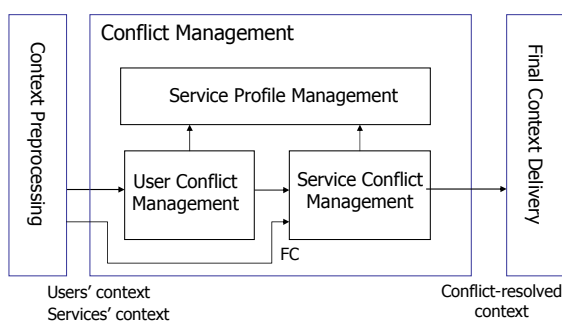 Context Preprocessing
Conflict Management
Service Profile Management
User Conflict
Management
Service Conflict
Management
FC
Final Context Delivery
Users’ context
Services’ context
Conflict-resolved
context